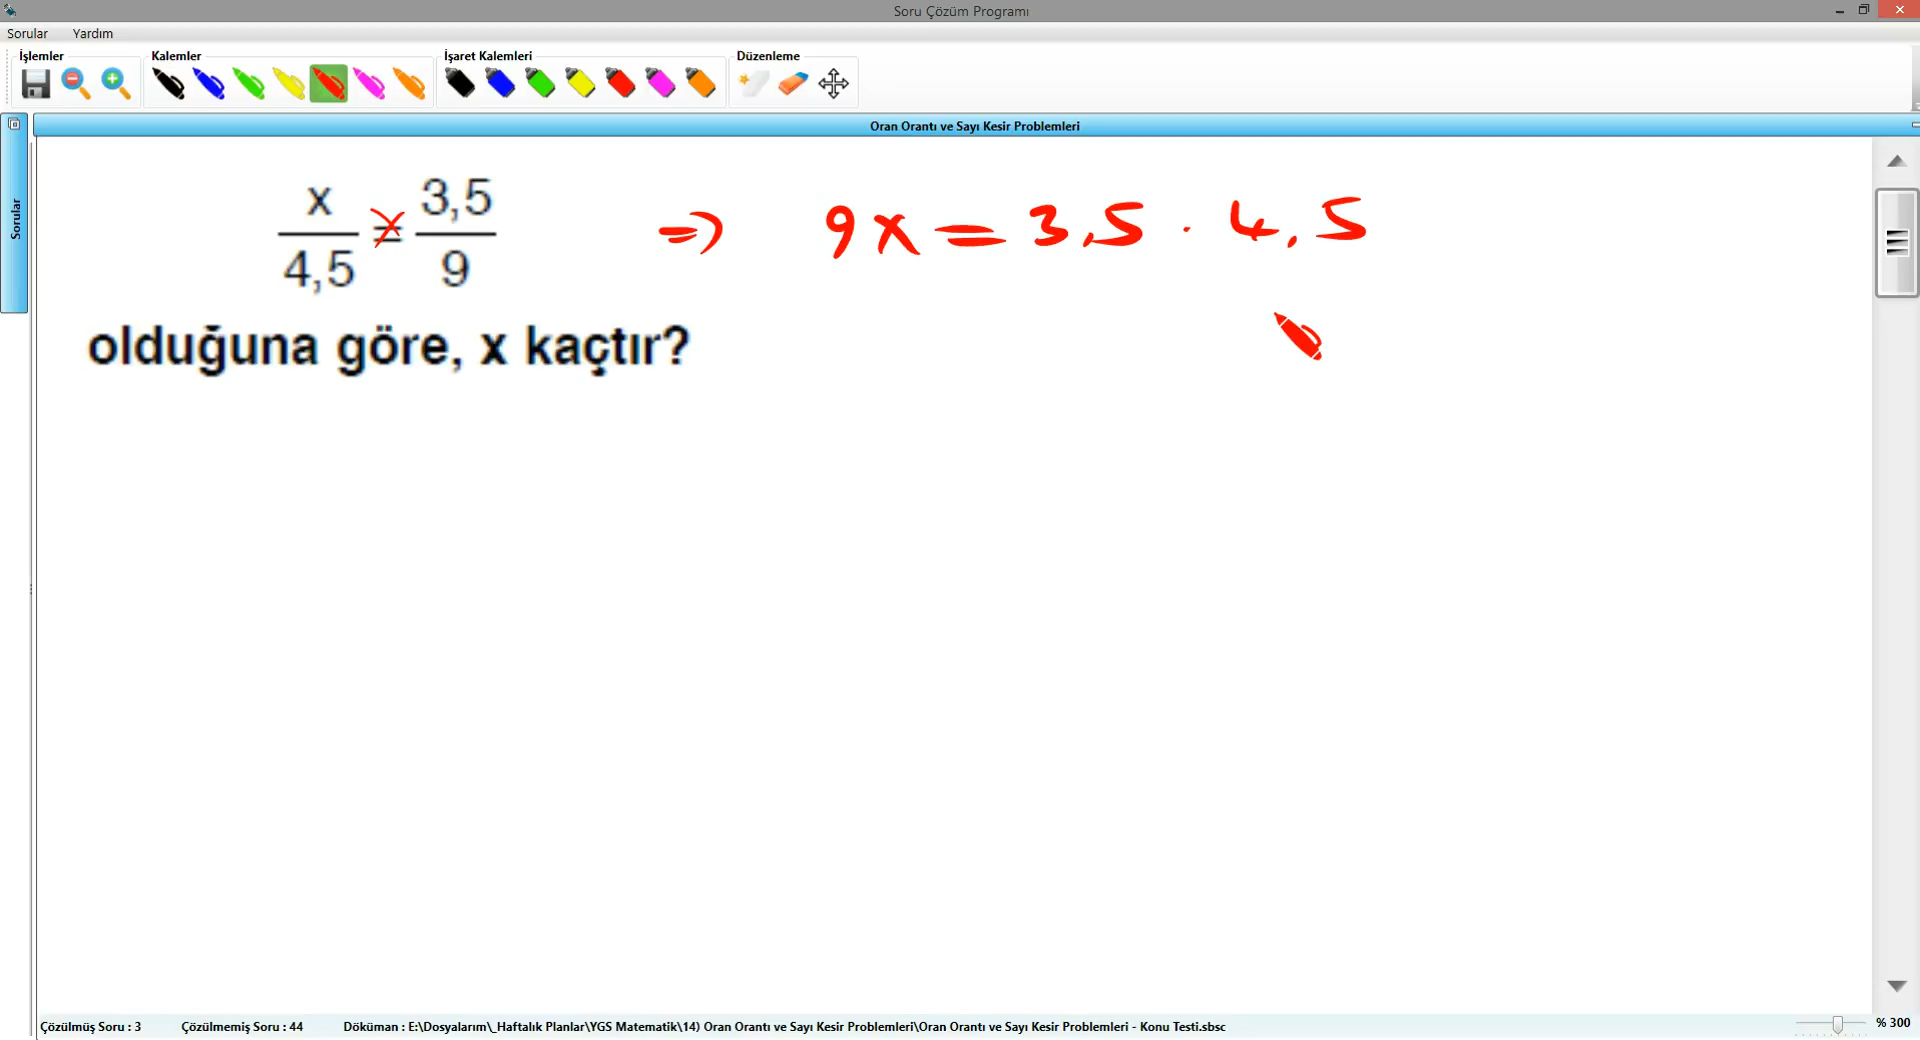 Soru Çözüm Programı
Sorular Yardım
İşlemler Kalemler İşaret Kalemleri Düzenleme
Sorular
Oran Orantı ve Sayı Kesir Problemleri
x/4,5 = 3,5/9 ⇒ 9x = 3,5 · 4,5
olduğuna göre, x kaçtır?
Çözülmüş Soru : 3 Çözülmemiş Soru : 44 Döküman : E:\Dosyalarım\_Haftalık Planlar\YGS Matematik\14) Oran Orantı ve Sayı Kesir Problemleri\Oran Orantı ve Sayı Kesir Problemleri - Konu Testi.sbsc % 300